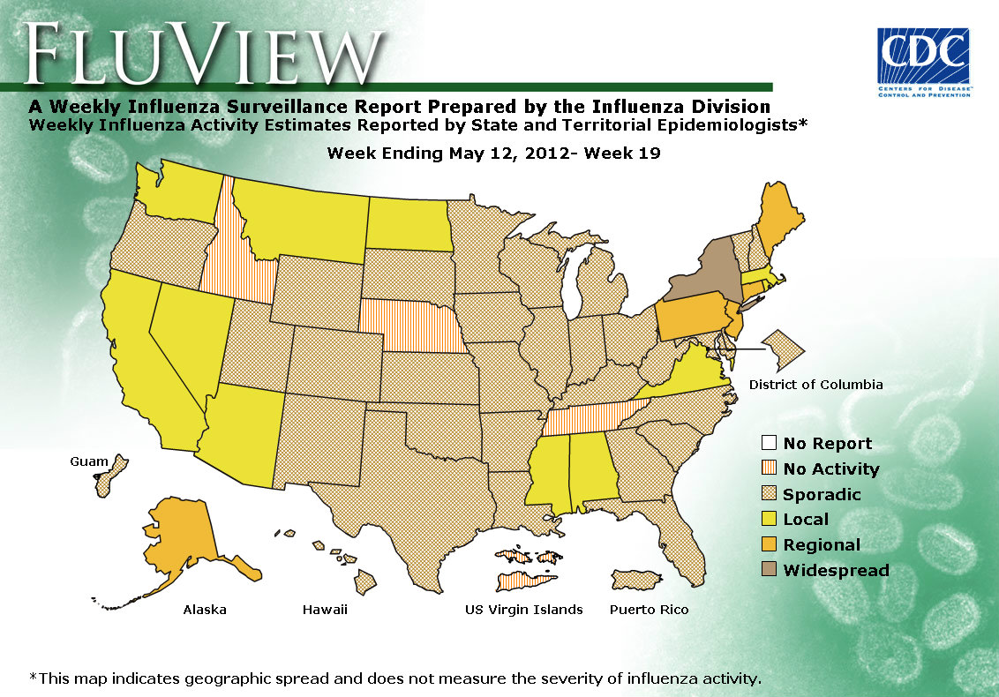 FLUVIEW
CDC
CENTERS FOR DISEASE™
CONTROL AND PREVENTION
A Weekly Influenza Surveillance Report Prepared by the Influenza Division
Weekly Influenza Activity Estimates Reported by State and Territorial Epidemiologists*
Week Ending May 12, 2012- Week 19
District of Columbia
No Report
Guam
No Activity
Sporadic
Local
Regional
Widespread
Alaska
Hawaii
US Virgin Islands
Puerto Rico
*This map indicates geographic spread and does not measure the severity of influenza activity.